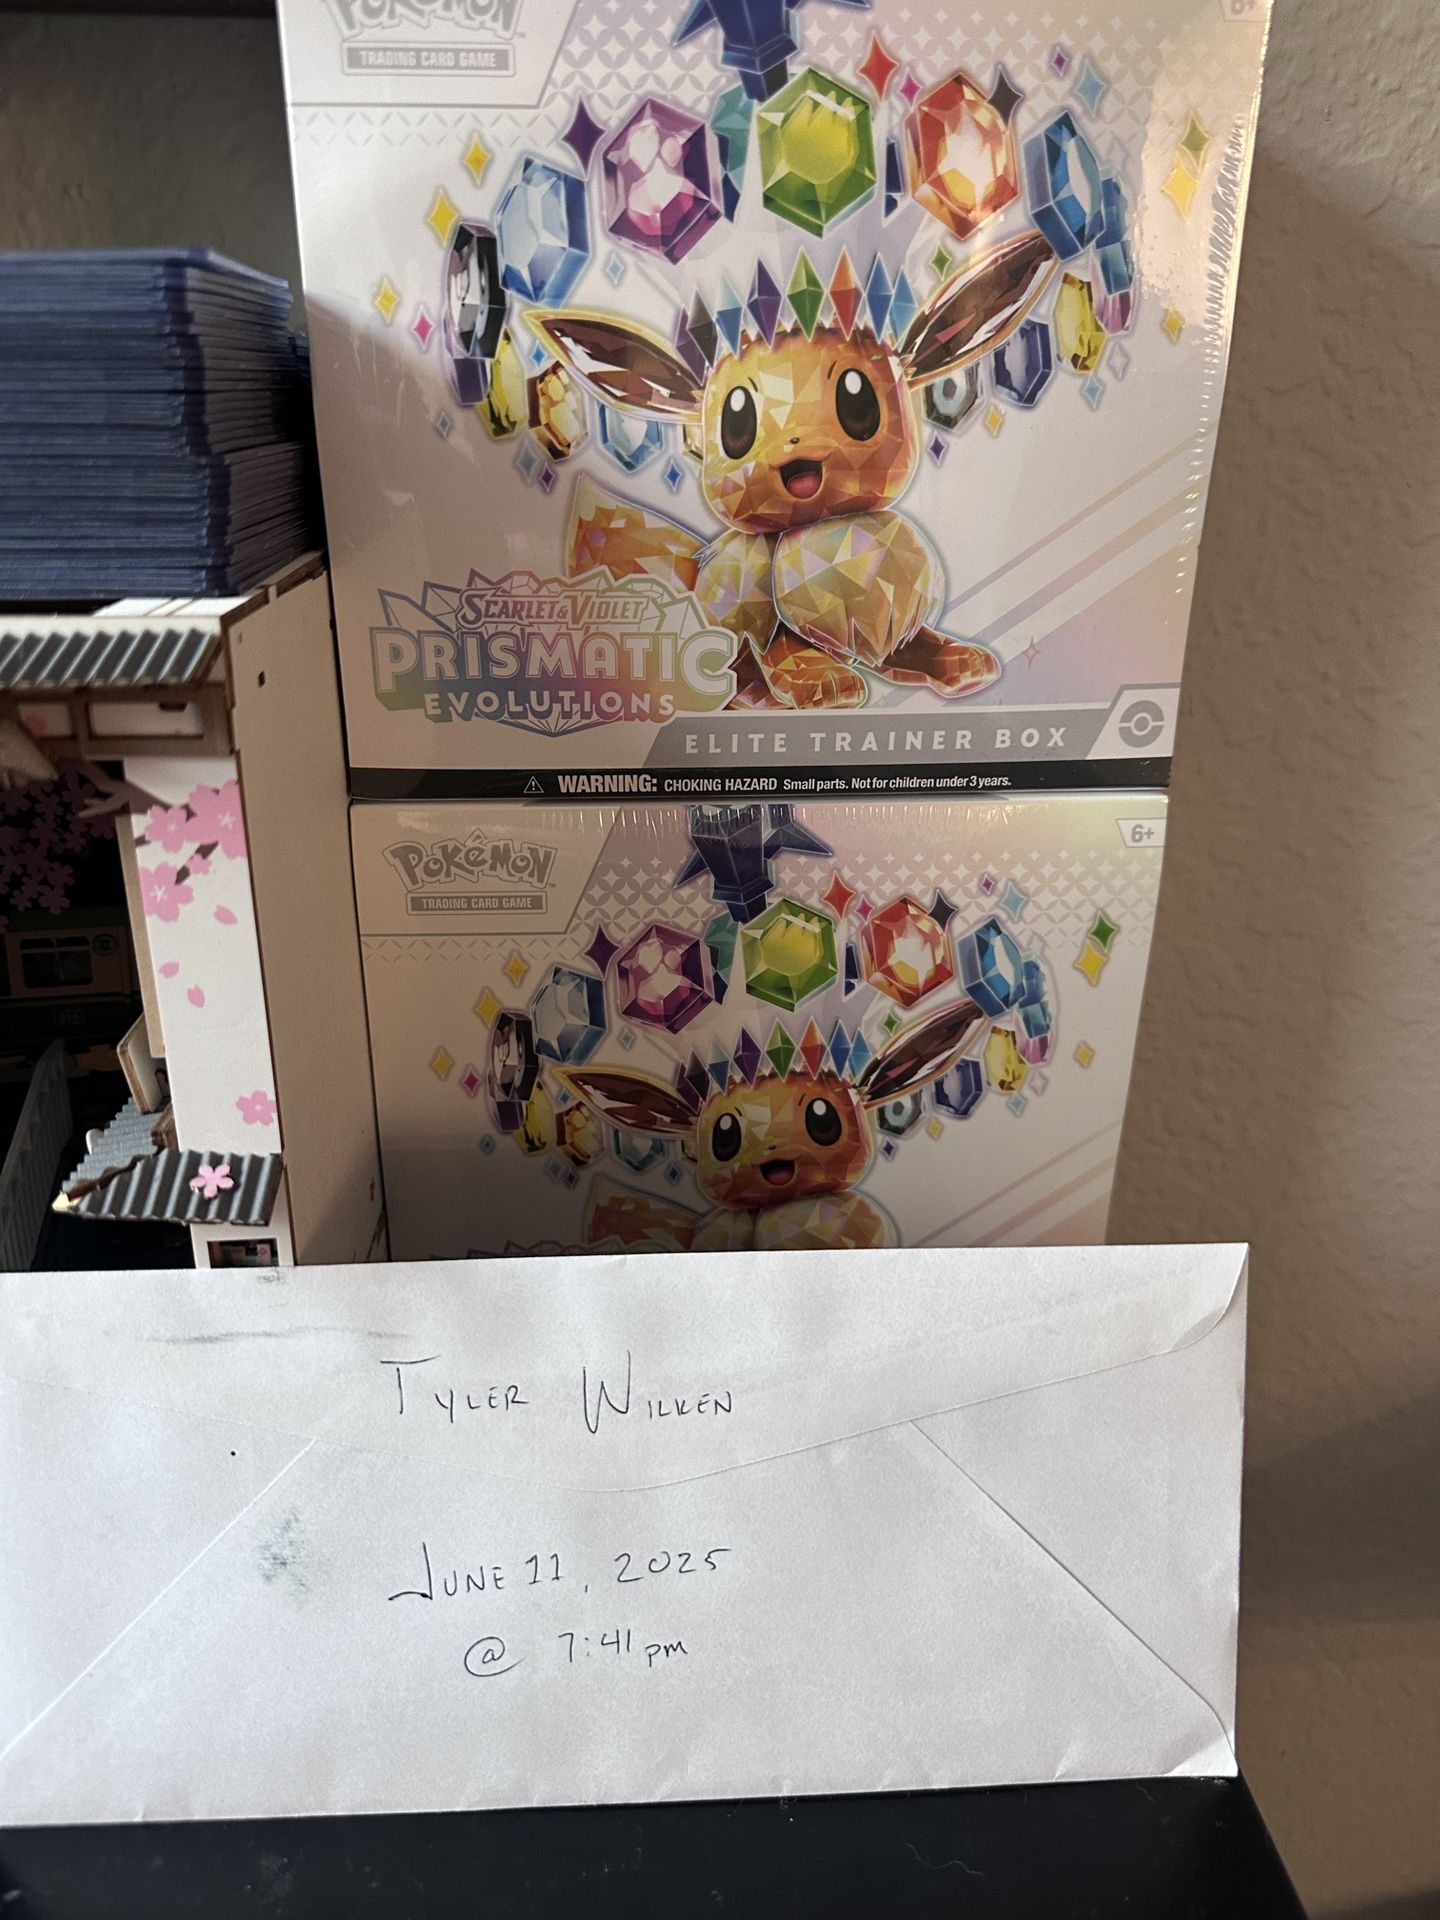 POKéMON
TRADING CARD GAME
6+
SCARLET & VIOLET
PRISMATIC
EVOLUTIONS
ELITE TRAINER BOX
WARNING: CHOKING HAZARD Small parts. Not for children under 3 years.
POKéMON
TRADING CARD GAME
6+
TYLER WILKEN
JUNE 11, 2025
@ 7:41 pm